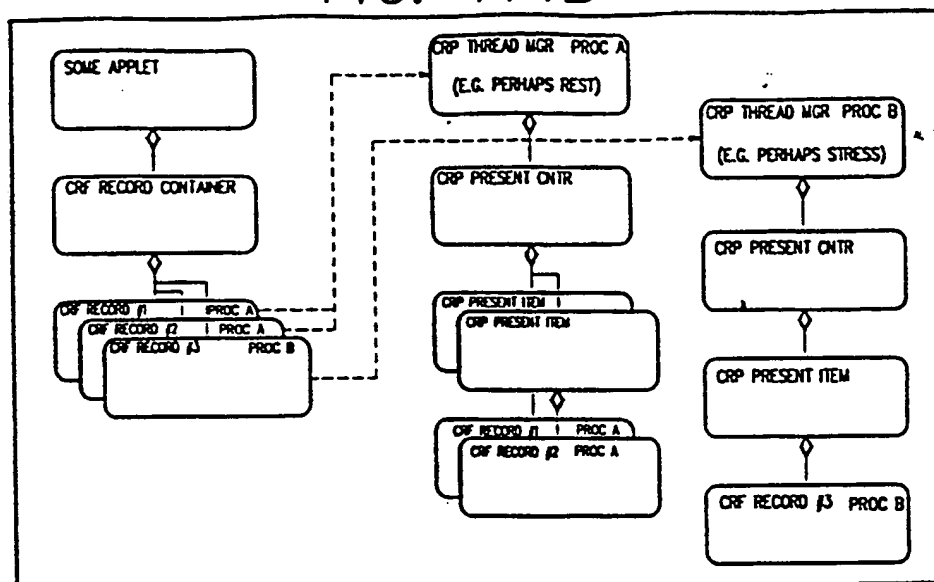 SOME APPLET
CRF RECORD CONTAINER
CRF RECORD #1 PROC A
CRF RECORD #2 PROC A
CRF RECORD #3 PROC B
CRP THREAD MGR PROC A
(E.G. PERHAPS REST)
CRP PRESENT CNTR
CRP PRESENT ITEM
CRP PRESENT ITEM
CRF RECORD #1 PROC A
CRF RECORD #2 PROC A
CRP THREAD MGR PROC B
(E.G. PERHAPS STRESS)
CRP PRESENT CNTR
CRP PRESENT ITEM
CRF RECORD #3 PROC B